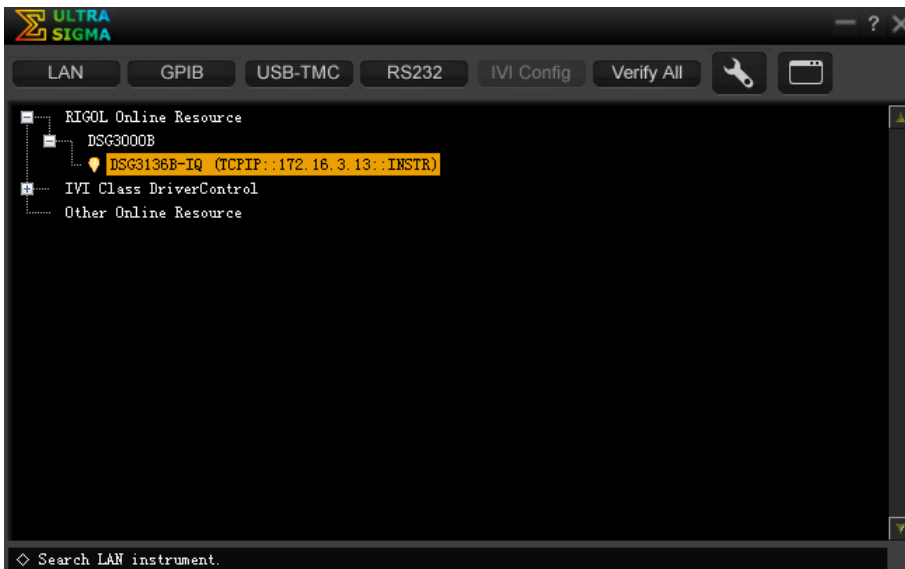 ULTRA
SIGMA
? 
LAN GPIB USB-TMC RS232 IVI Config Verify All
RIGOL Online Resource
DSG3000B
DSG3136B-IQ (TCPIP::172.16.3.13::INSTR)
IVI Class DriverControl
Other Online Resource
◇ Search LAN instrument.